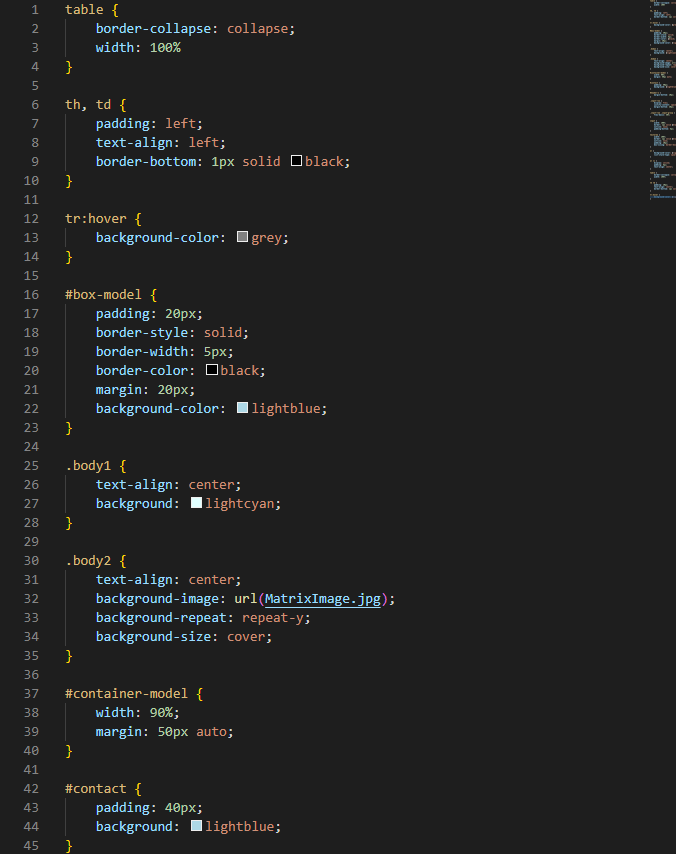 1 table {
2     border-collapse: collapse;
3     width: 100%
4 }
5
6 th, td {
7     padding: left;
8     text-align: left;
9     border-bottom: 1px solid black;
10 }
11
12 tr:hover {
13     background-color: grey;
14 }
15
16 #box-model {
17     padding: 20px;
18     border-style: solid;
19     border-width: 5px;
20     border-color: black;
21     margin: 20px;
22     background-color: lightblue;
23 }
24
25 .body1 {
26     text-align: center;
27     background: lightcyan;
28 }
29
30 .body2 {
31     text-align: center;
32     background-image: url(MatrixImage.jpg);
33     background-repeat: repeat-y;
34     background-size: cover;
35 }
36
37 #container-model {
38     width: 90%;
39     margin: 50px auto;
40 }
41
42 #contact {
43     padding: 40px;
44     background: lightblue;
45 }